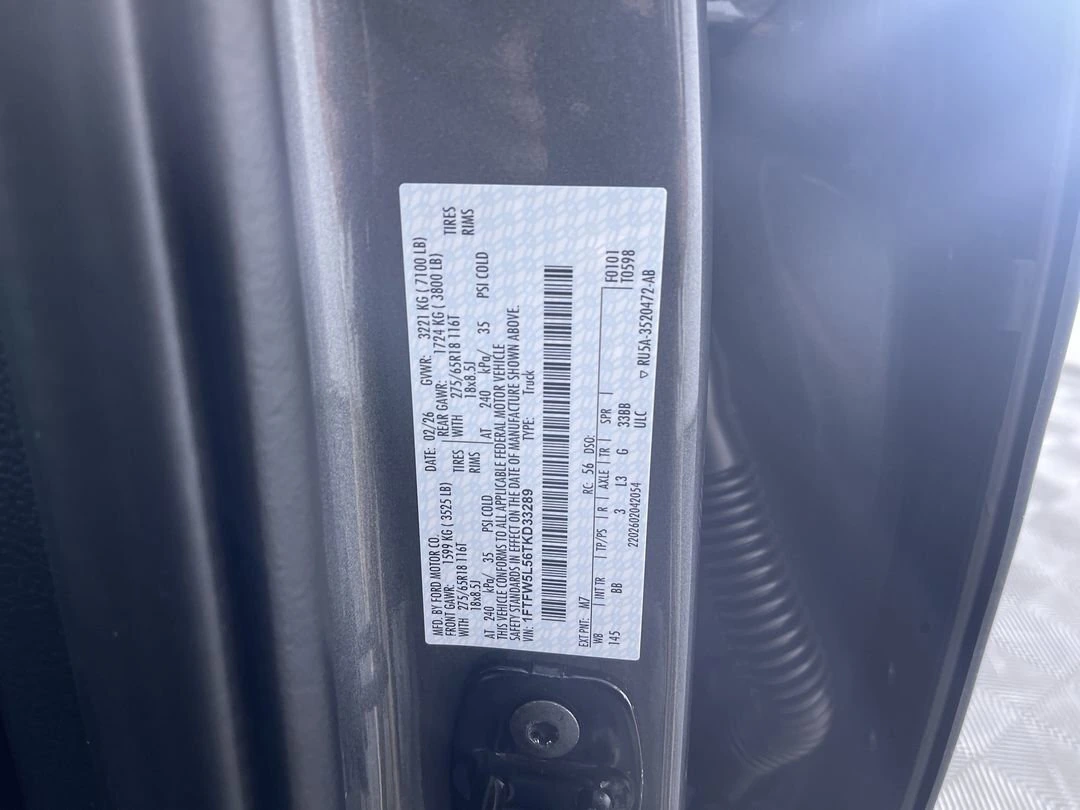 MFD. BY FORD MOTOR CO. DATE: 02/26 GVWR: 3221 KG ( 7100 LB)
FRONT GAWR: 1599 KG ( 3525 LB) REAR GAWR: 1724 KG ( 3800 LB)
WITH 275/65R18 116T TIRES WITH 275/65R18 116T TIRES
18x8.5J RIMS 18x8.5J RIMS
AT 240 kPa/ 35 PSI COLD AT 240 kPa/ 35 PSI COLD
THIS VEHICLE CONFORMS TO ALL APPLICABLE FEDERAL MOTOR VEHICLE
SAFETY STANDARDS IN EFFECT ON THE DATE OF MANUFACTURE SHOWN ABOVE.
VIN: 1FTFW5L56TKD33289 TYPE: Truck
EXT PNT: M7 RC: 56 DSO: F0101
WB INT TR TP/PS R AXLE TR SPR T0598
145 BB 3 L3 G 33BB
2202602042054 ULC ▽ RU5A-3520472-AB